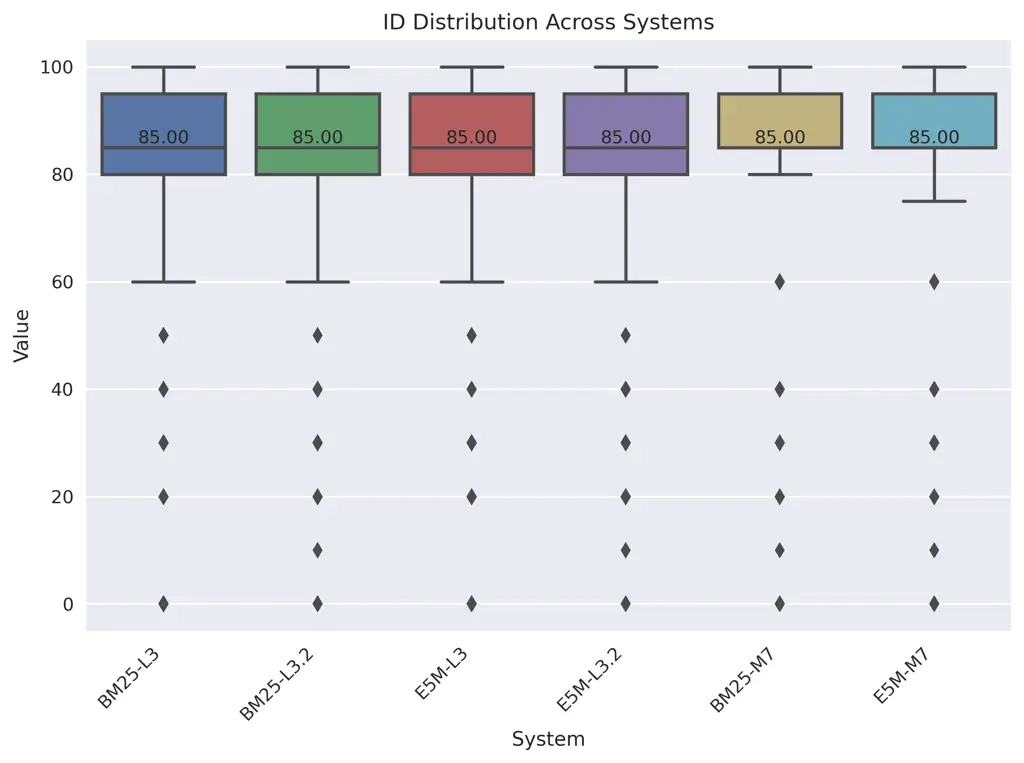 ID Distribution Across Systems
100
80
60
40
20
0
Value
85.00 85.00 85.00 85.00 85.00 85.00
BM25-L3 BM25-L3.2 E5M-L3 E5M-L3.2 BM25-M7 E5M-M7
System